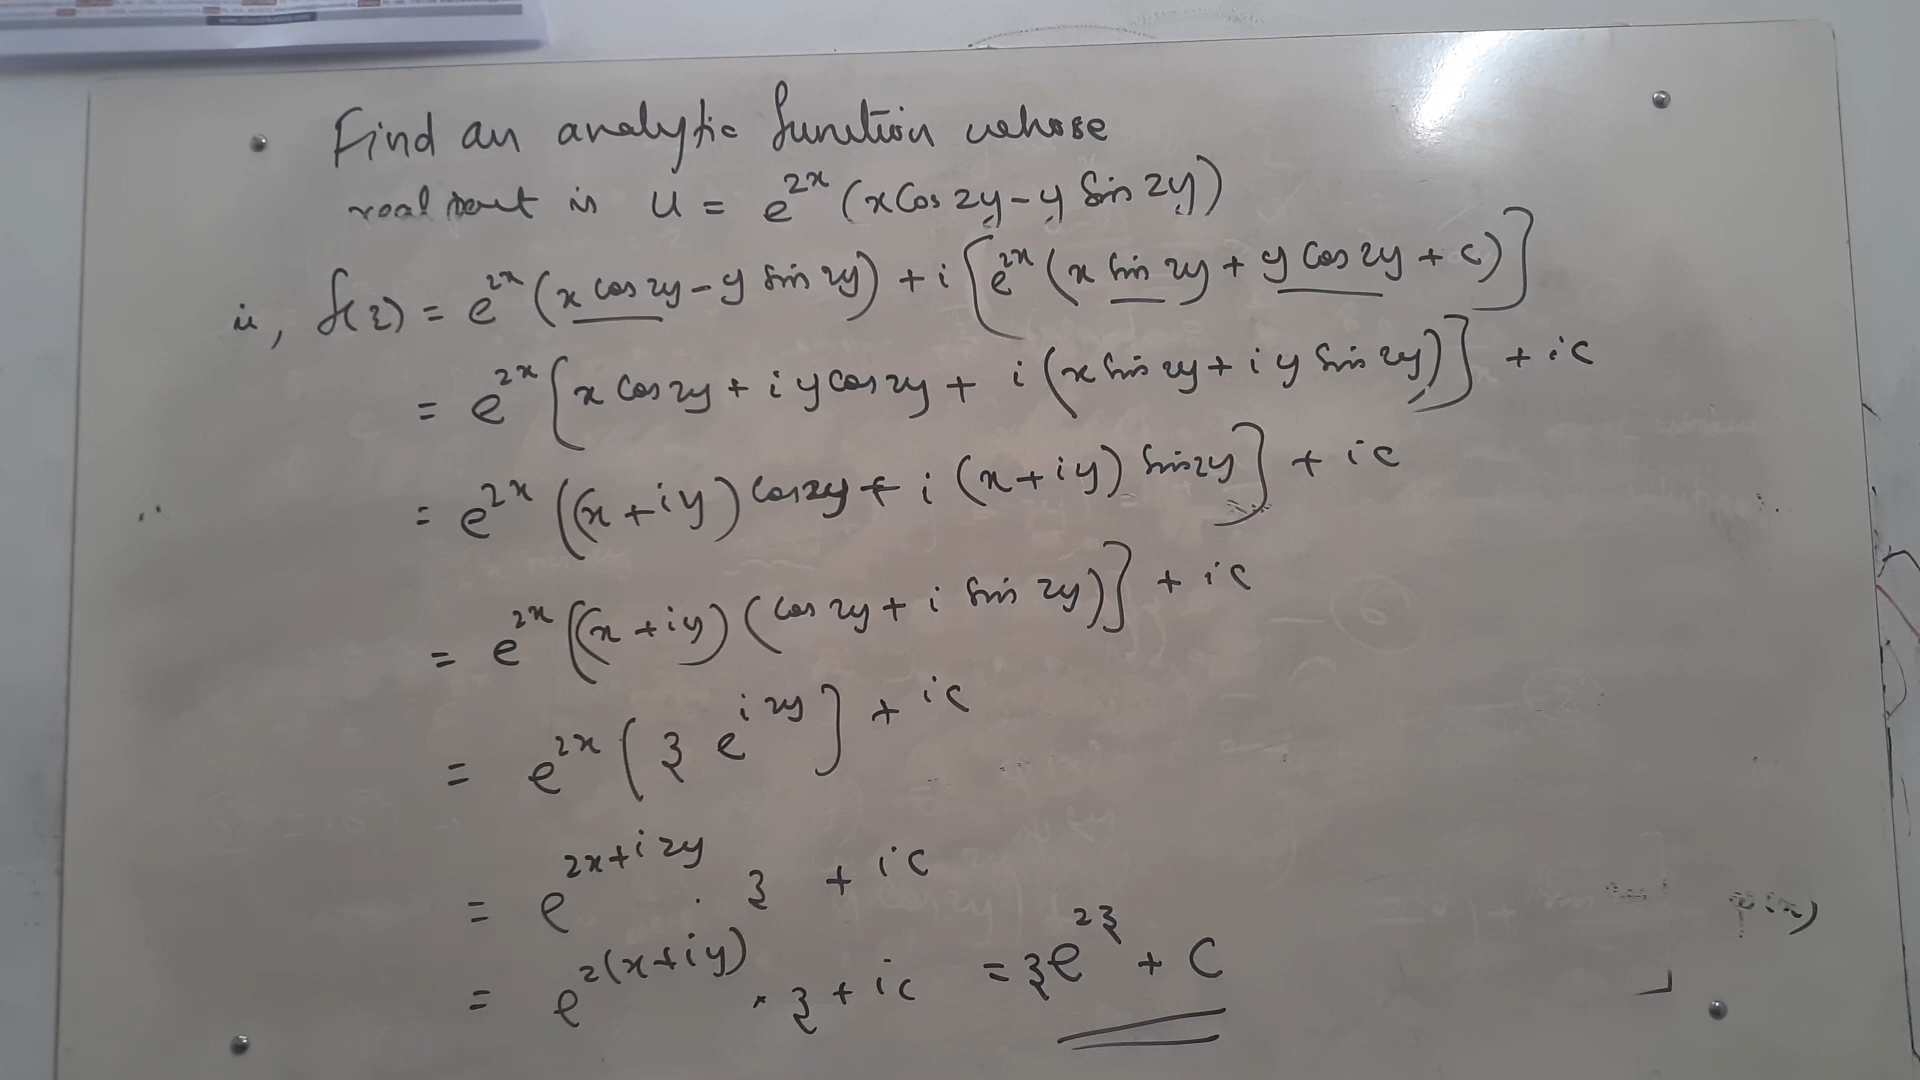 Find an analytic function whose
real part is u = e^{2x} (x Cos 2y - y Sin 2y)
ie, f(z) = e^{2x} (x cos 2y - y Sin 2y) + i [e^{2x} (x Sin 2y + y Cos 2y + c)]
= e^{2x} [x Cos 2y + i y Cos 2y + i (x Sin 2y + i y Sin 2y)] + ic
= e^{2x} ((x + iy) Cos 2y + i (x + iy) Sin 2y] + ic
= e^{2x} [(x + iy) (Cos 2y + i Sin 2y)] + ic
= e^{2x} [z e^{i2y}] + ic
= e^{2x+i2y} . z + ic
= e^{2(x+iy)} . z + ic = z e^{2z} + C